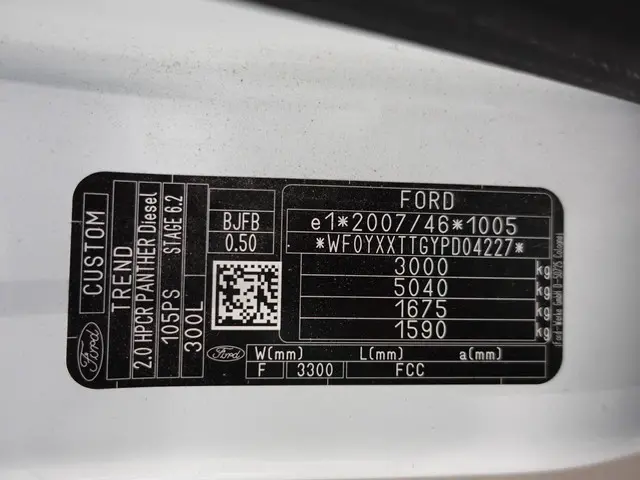 Ford
CUSTOM
TREND
2.0 HPCR PANTHER Diesel
105PS STAGE 6.2
300L
BJFB
0.50
Ford
FORD
e1*2007/46*1005
*WF0YXXTTGYPD04227*
3000 kg
5040 kg
1675 kg
1590 kg
W(mm) L(mm) a(mm)
F 3300 FCC